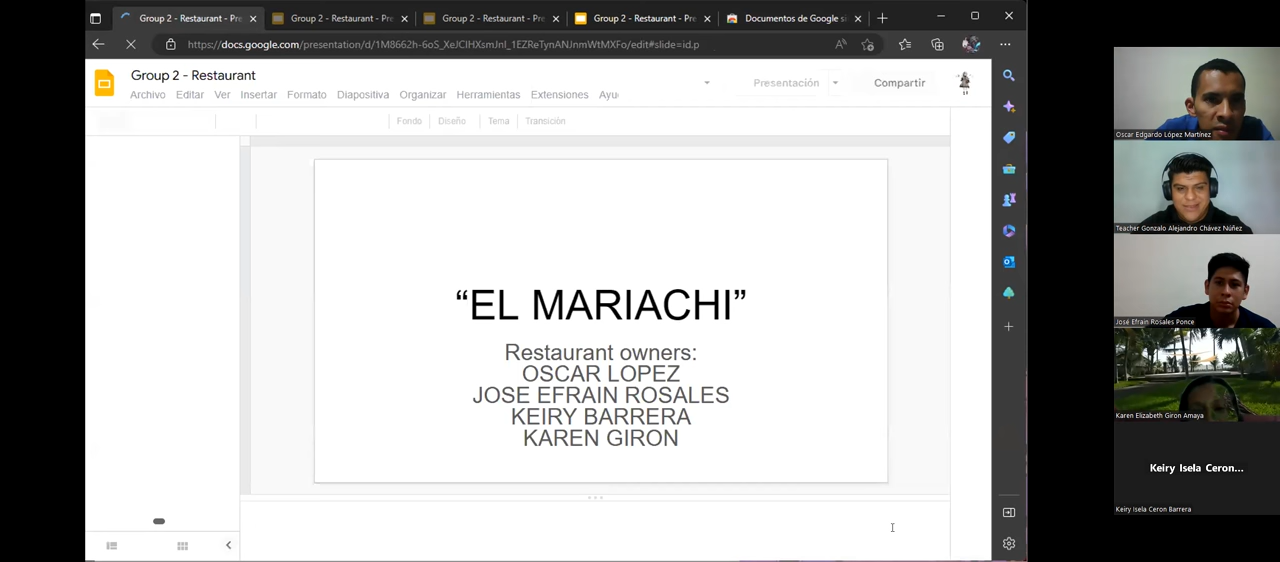 Group 2 - Restaurant - Pre
Group 2 - Restaurant - Pre
Group 2 - Restaurant - Pre
Group 2 - Restaurant - Pre
Documentos de Google si
https://docs.google.com/presentation/d/1M8662h-6oS_XeJClHXsmJnl_1EZReTynANJnmWtMXFo/edit#slide=id.p
Group 2 - Restaurant
Archivo Editar Ver Insertar Formato Diapositiva Organizar Herramientas Extensiones Ayu
Presentación
Compartir
Fondo Diseño Tema Transición
“EL MARIACHI”
Restaurant owners:
OSCAR LOPEZ
JOSE EFRAIN ROSALES
KEIRY BARRERA
KAREN GIRON
Oscar Edgardo López Martínez
Teacher Gonzalo Alejandro Chávez Núñez
José Efraín Rosales Ponce
Karen Elizabeth Giron Amaya
Keiry Isela Ceron...
Keiry Isela Ceron Barrera